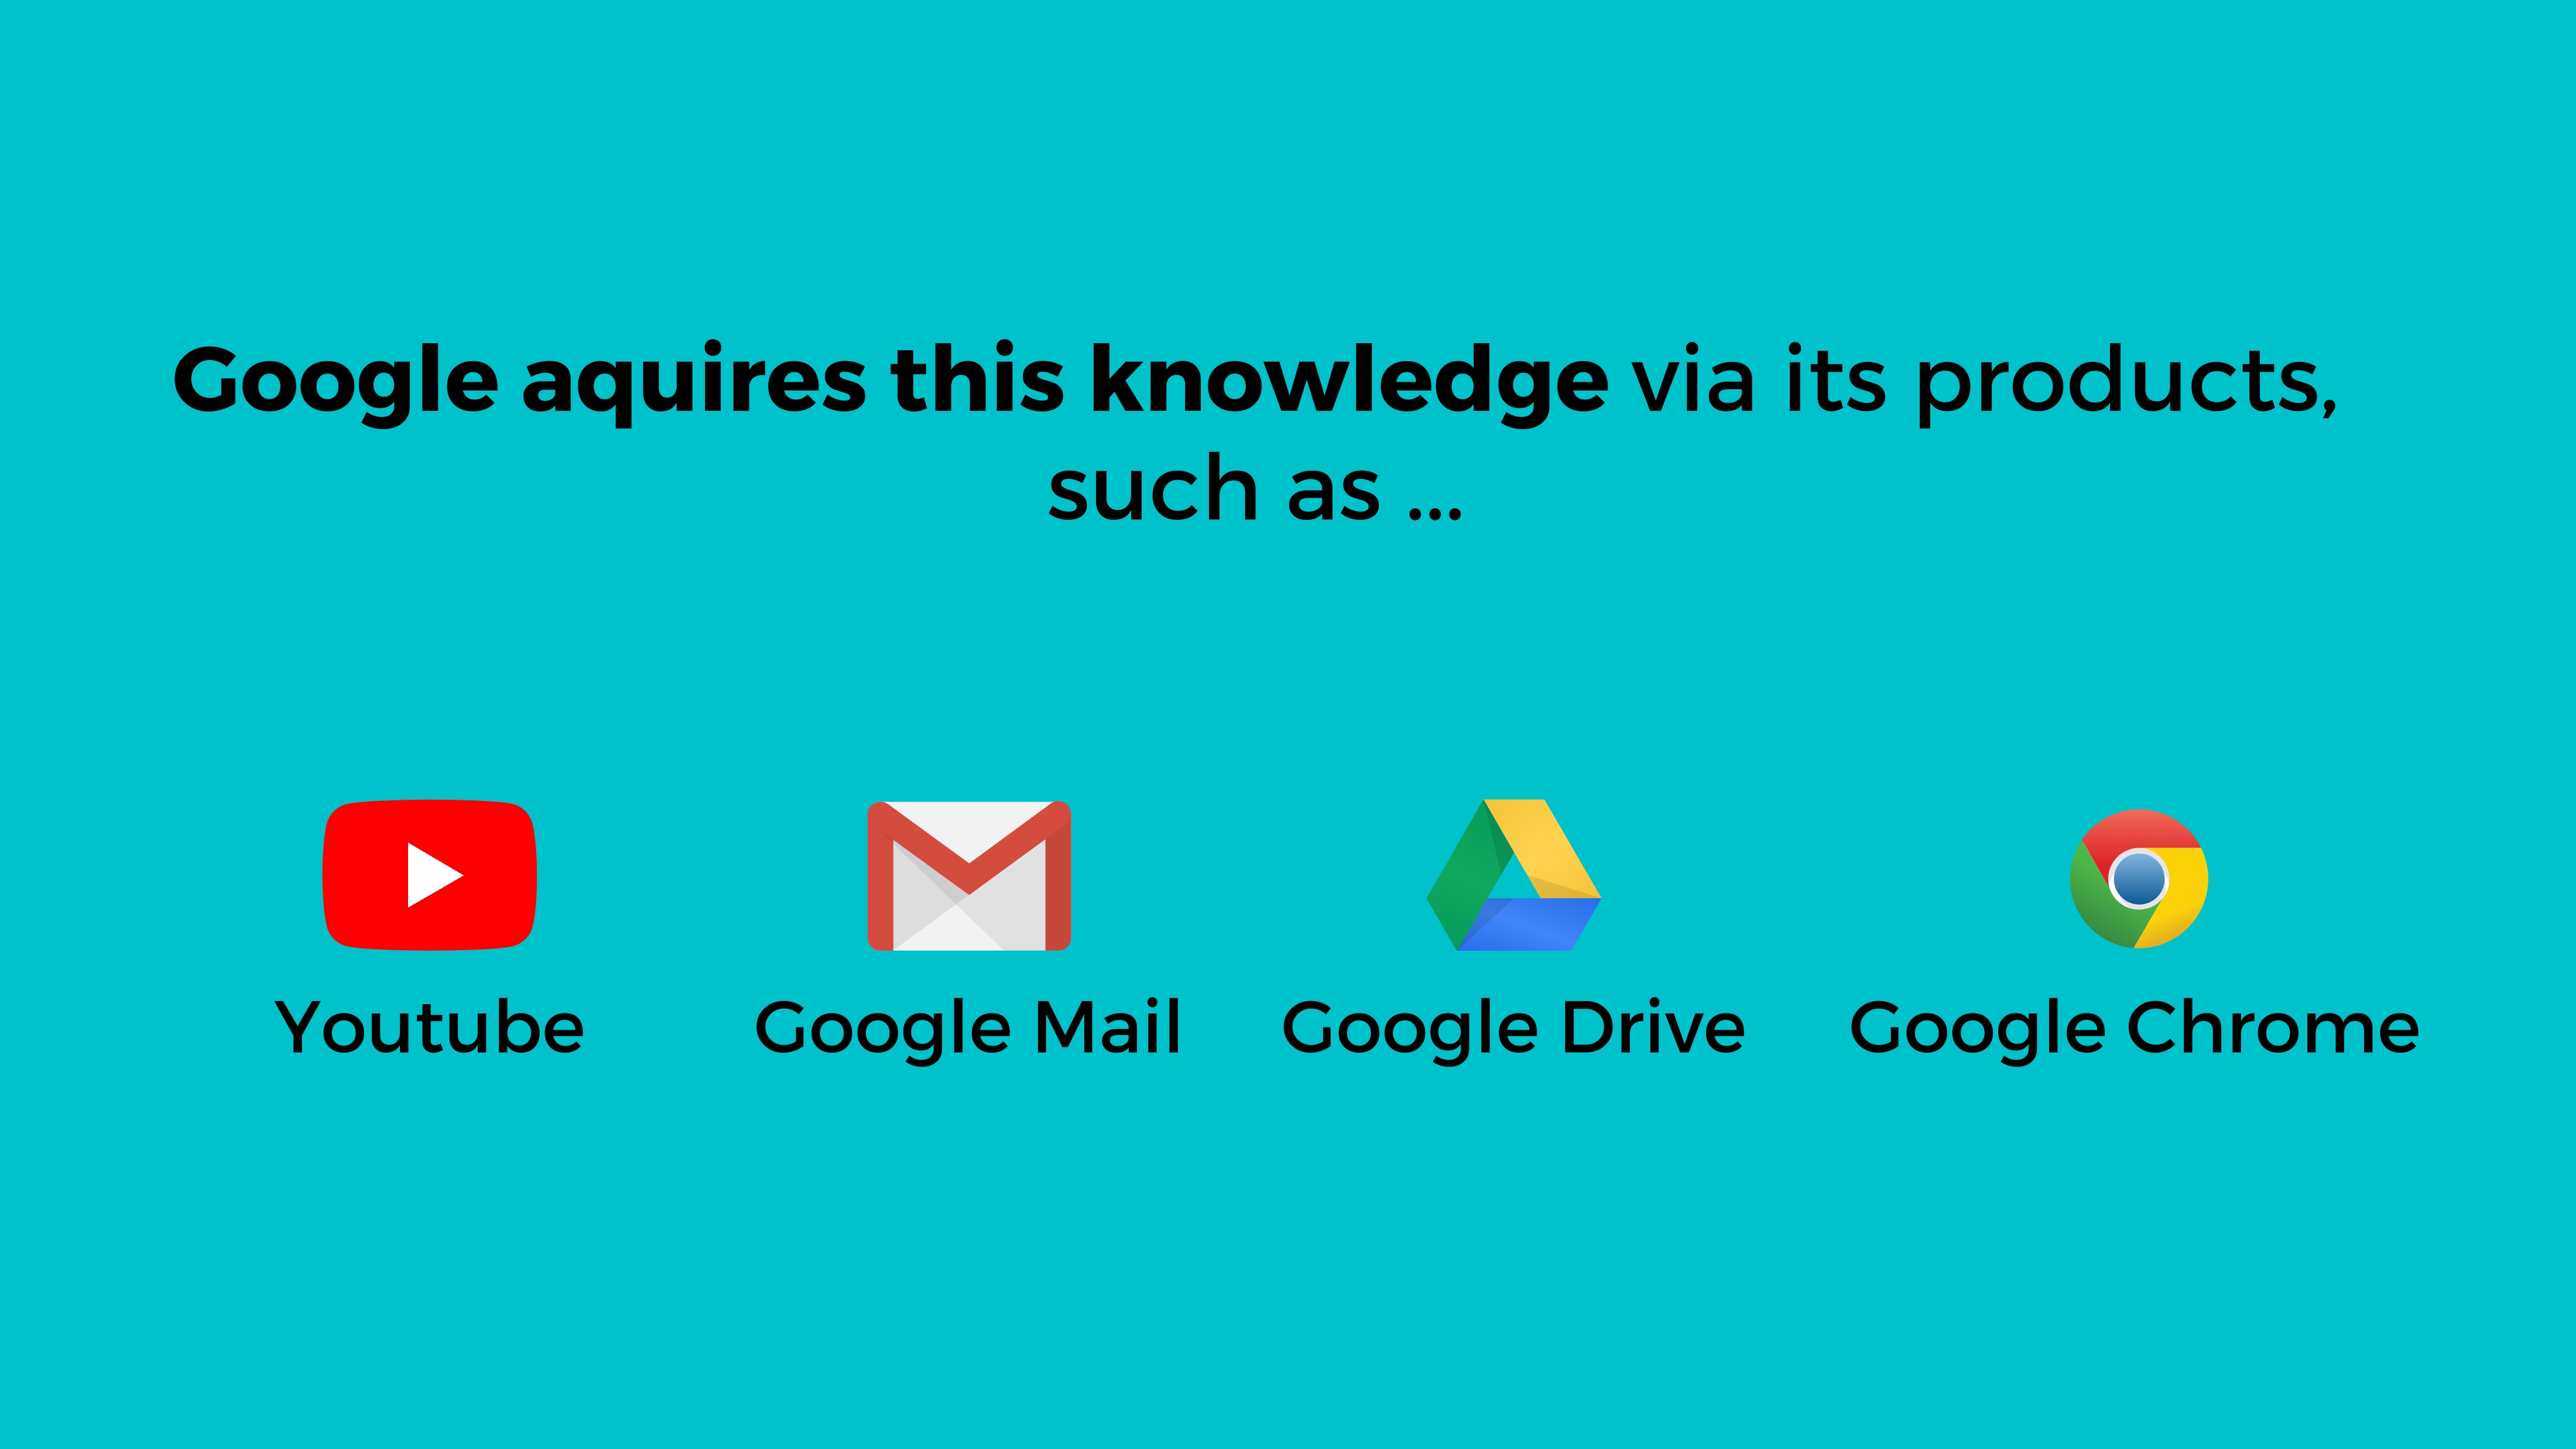 Google aquires this knowledge via its products,
such as ...
Youtube
Google Mail
Google Drive
Google Chrome